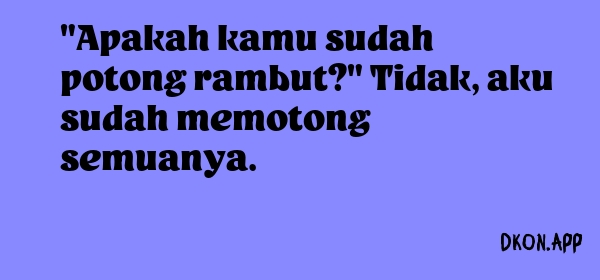 "Apakah kamu sudah
potong rambut?" Tidak, aku
sudah memotong
semuanya.
DKON.APP